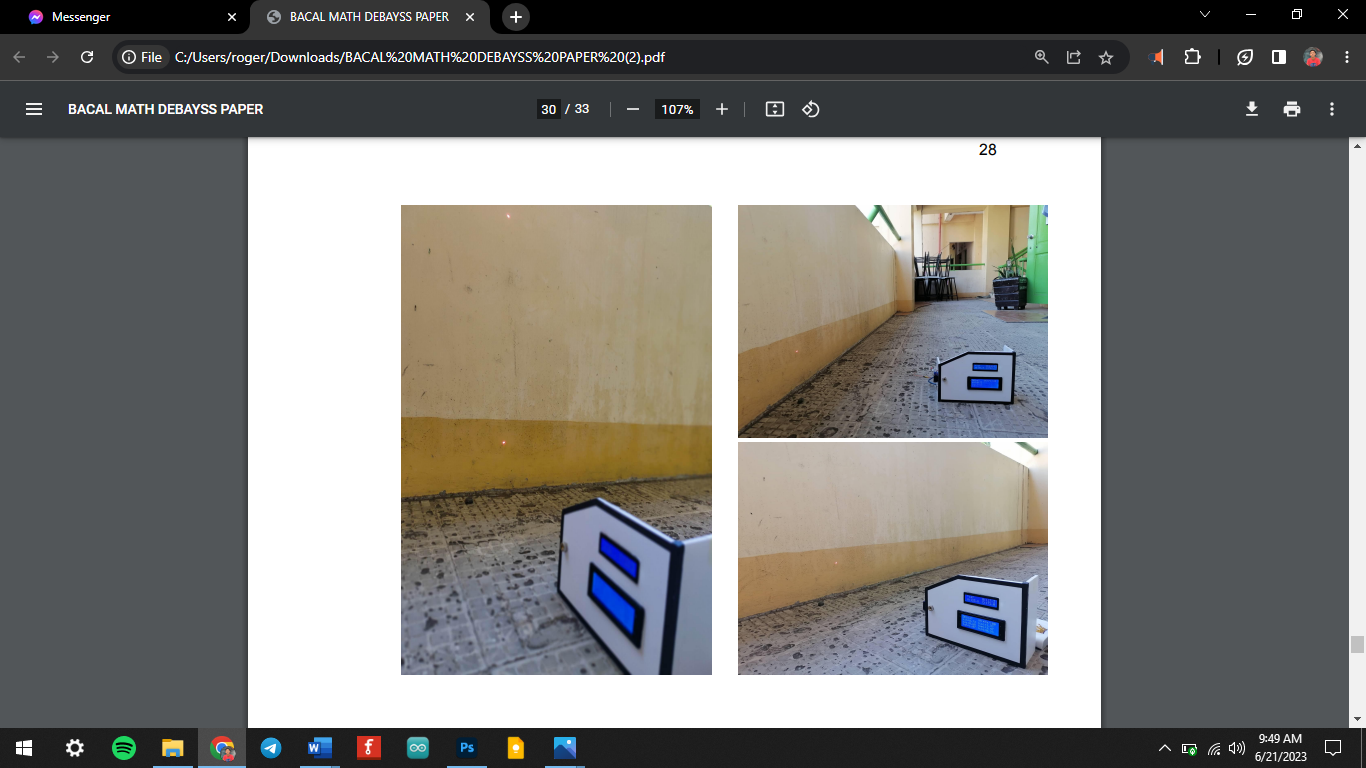 Messenger
BACAL MATH DEBAYSS PAPER
File
C:/Users/roger/Downloads/BACAL%20MATH%20DEBAYSS%20PAPER%20(2).pdf
BACAL MATH DEBAYSS PAPER
30 / 33
107%
28
W
Ps
9:49 AM
6/21/2023